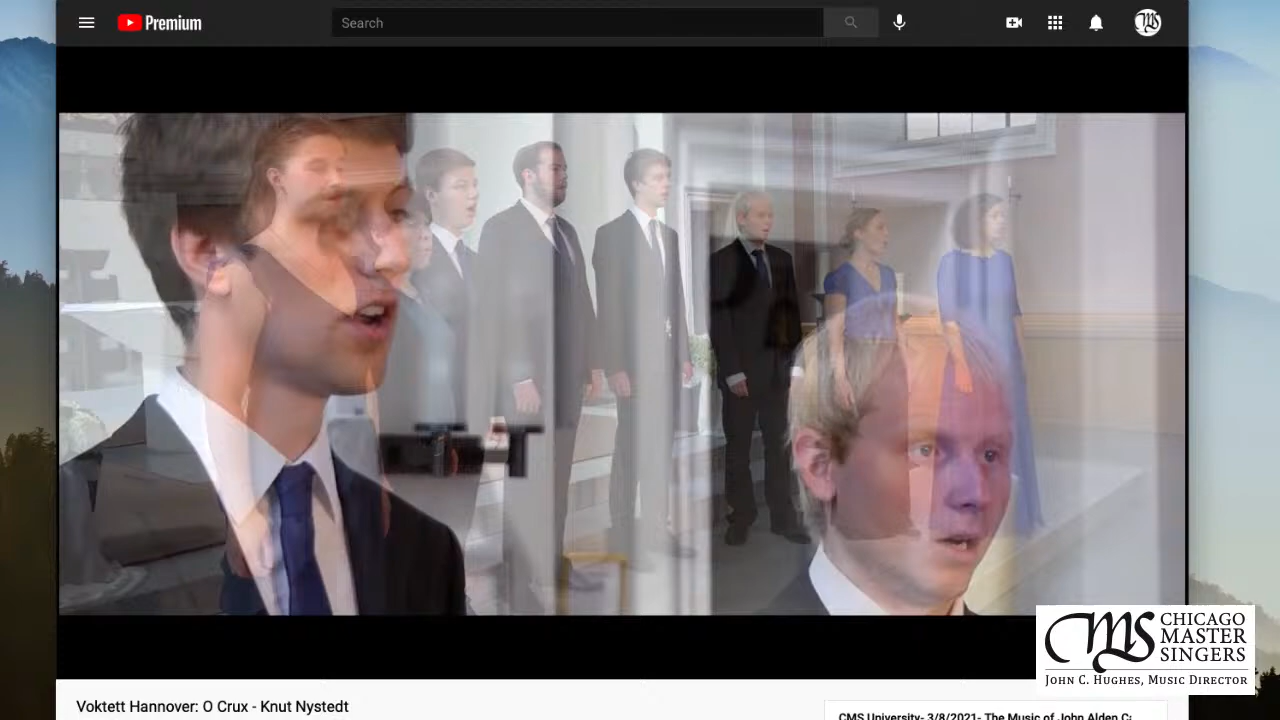 Premium
Search
CHICAGO
MASTER
SINGERS
JOHN C. HUGHES, MUSIC DIRECTOR
Voktett Hannover: O Crux - Knut Nystedt
CMS University- 3/8/2021- The Music of John Alden